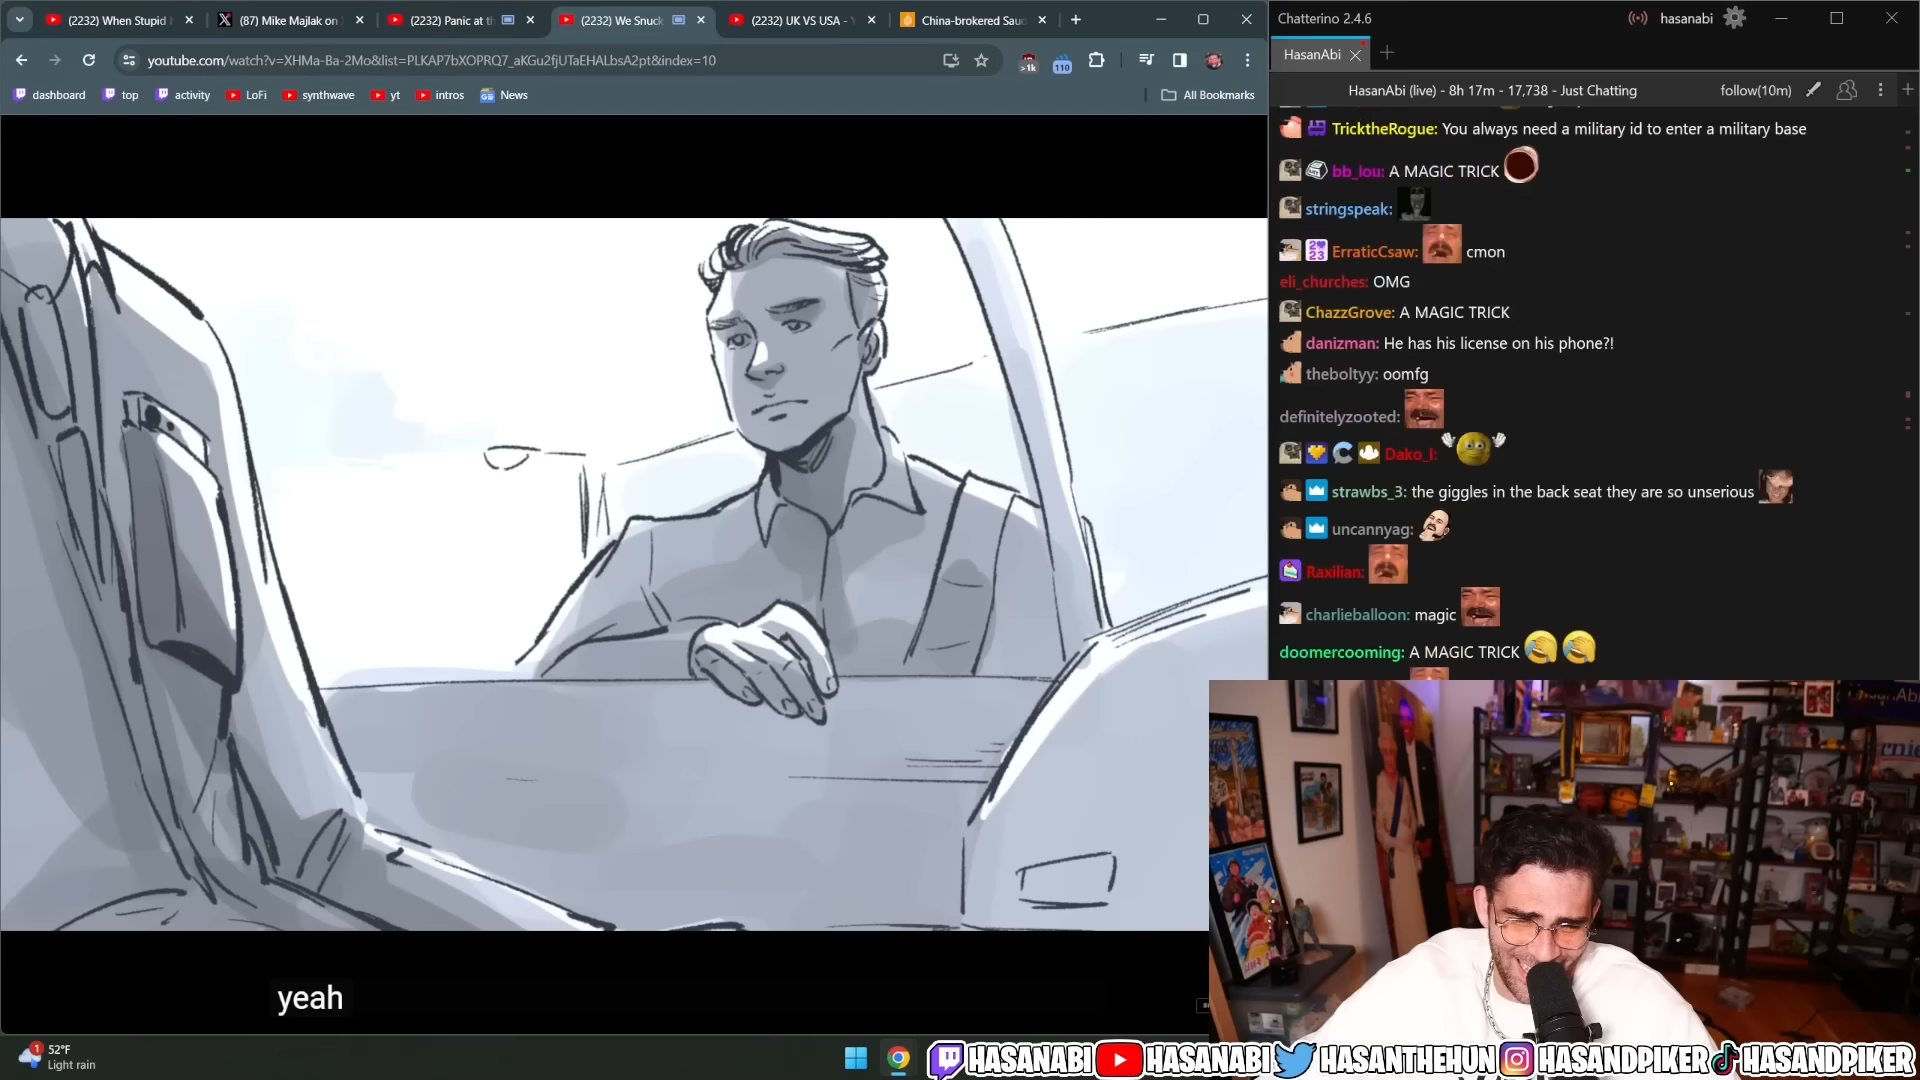 (2232) When Stupid
(87) Mike Majlak on
(2232) Panic at th
(2232) We Snuck
(2232) UK VS USA -
China-brokered Sau
youtube.com/watch?v=XHMa-Ba-2Mo&list=PLKAP7bXOPRQ7_aKGu2fjUTaEHALbsA2pt&index=10
>1k
110
dashboard
top
activity
LoFi
synthwave
yt
intros
News
All Bookmarks
yeah
1
52°F
Light rain
Chatterino 2.4.6
hasanabi
HasanAbi
HasanAbi (live) - 8h 17m - 17,738 - Just Chatting
follow(10m)
TricktheRogue: You always need a military id to enter a military base
bb_lou: A MAGIC TRICK
stringspeak:
ErraticCsaw: cmon
eli_churches: OMG
ChazzGrove: A MAGIC TRICK
danizman: He has his license on his phone?!
theboltyy: oomfg
definitelyzooted:
Dako_l:
strawbs_3: the giggles in the back seat they are so unserious
uncannyag:
Raxilian:
charlieballoon: magic
doomercooming: A MAGIC TRICK
HASANABI
HASANABI
HASANTHEHUN
HASANDPIKER
HASANDPIKER